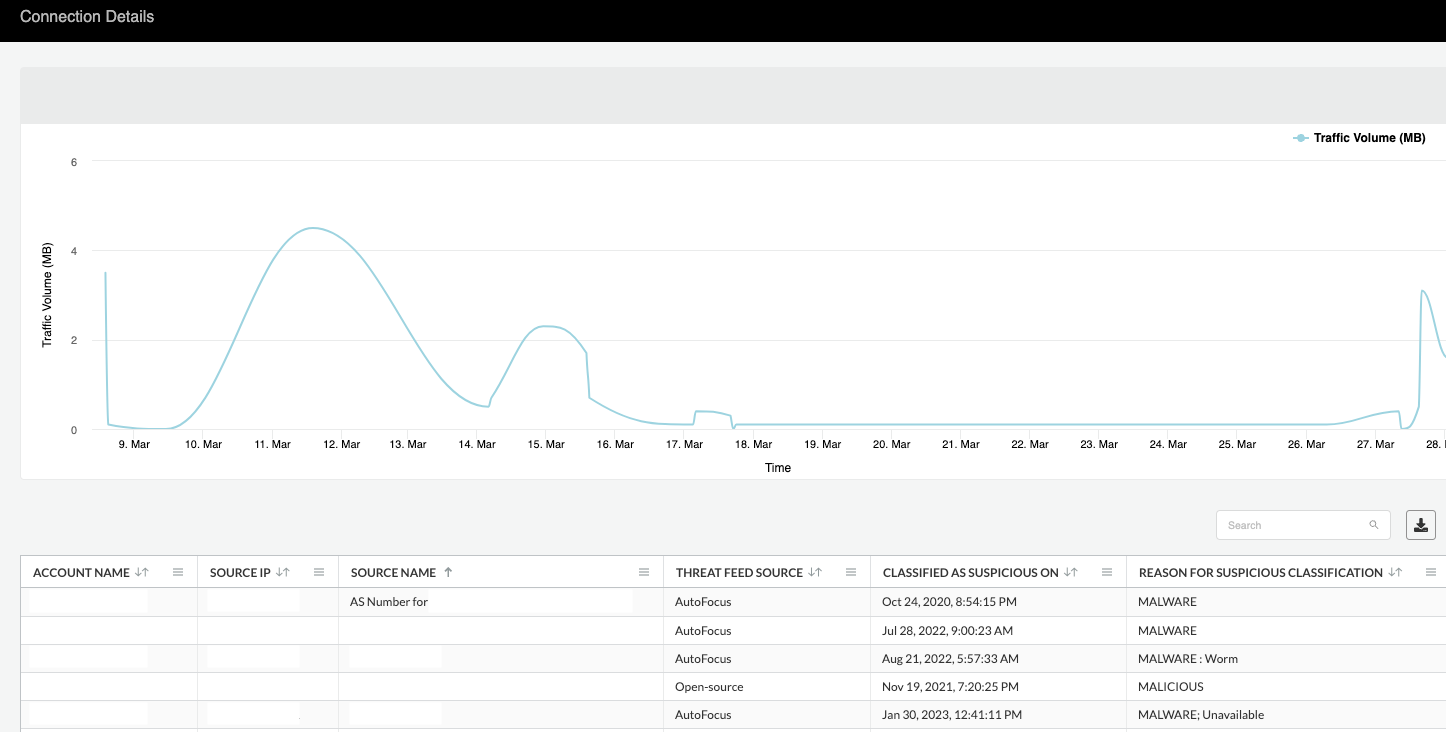 Connection Details
Traffic Volume (MB)
6
4
2
0
Traffic Volume (MB)
9. Mar 10. Mar 11. Mar 12. Mar 13. Mar 14. Mar 15. Mar 16. Mar 17. Mar 18. Mar 19. Mar 20. Mar 21. Mar 22. Mar 23. Mar 24. Mar 25. Mar 26. Mar 27. Mar 28.
Time
Search
ACCOUNT NAME SOURCE IP SOURCE NAME THREAT FEED SOURCE CLASSIFIED AS SUSPICIOUS ON REASON FOR SUSPICIOUS CLASSIFICATION
AS Number for AutoFocus Oct 24, 2020, 8:54:15 PM MALWARE
AutoFocus Jul 28, 2022, 9:00:23 AM MALWARE
AutoFocus Aug 21, 2022, 5:57:33 AM MALWARE : Worm
Open-source Nov 19, 2021, 7:20:25 PM MALICIOUS
AutoFocus Jan 30, 2023, 12:41:11 PM MALWARE; Unavailable